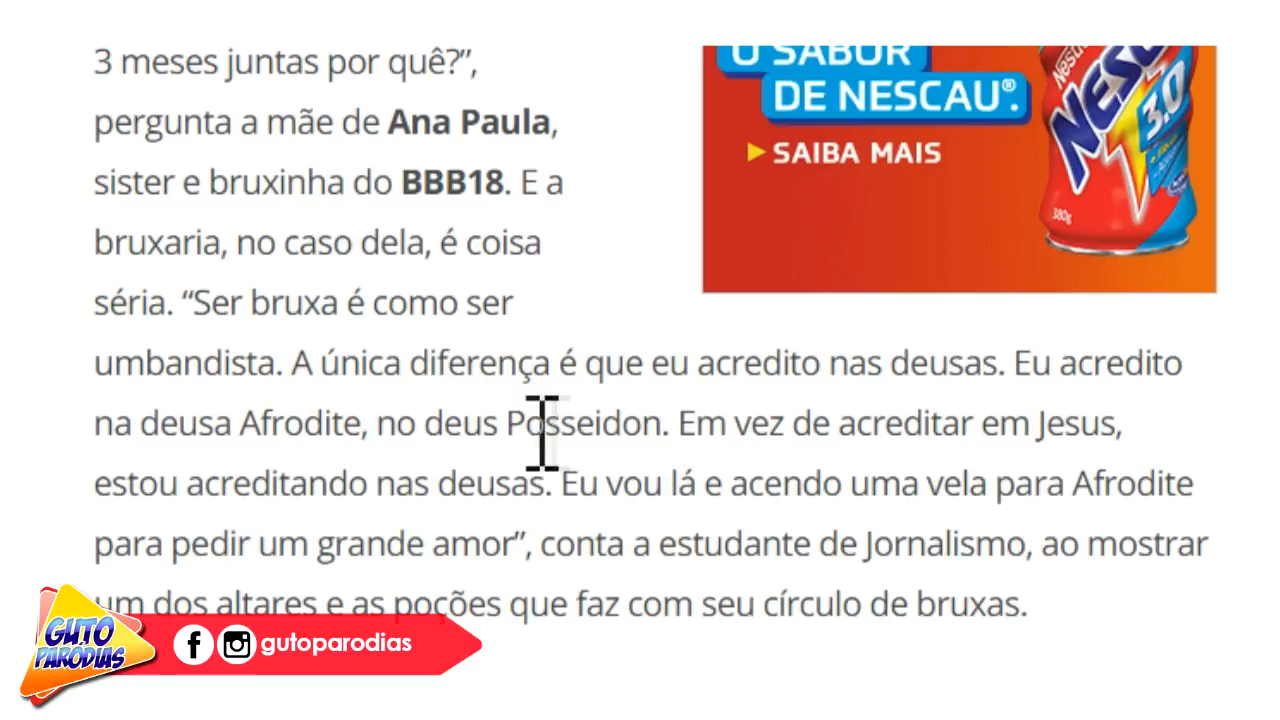 3 meses juntas por quê?”,
pergunta a mãe de Ana Paula,
sister e bruxinha do BBB18. E a
bruxaria, no caso dela, é coisa
séria. “Ser bruxa é como ser
umbandista. A única diferença é que eu acredito nas deusas. Eu acredito
na deusa Afrodite, no deus Posseidon. Em vez de acreditar em Jesus,
estou acreditando nas deusas. Eu vou lá e acendo uma vela para Afrodite
para pedir um grande amor”, conta a estudante de Jornalismo, ao mostrar
um dos altares e as poções que faz com seu círculo de bruxas.
O SABOR
DE NESCAU®.
SAIBA MAIS
Nestlé
NESCAU
3.0
380g
GUTO
PARÓDIAS
gutoparodias